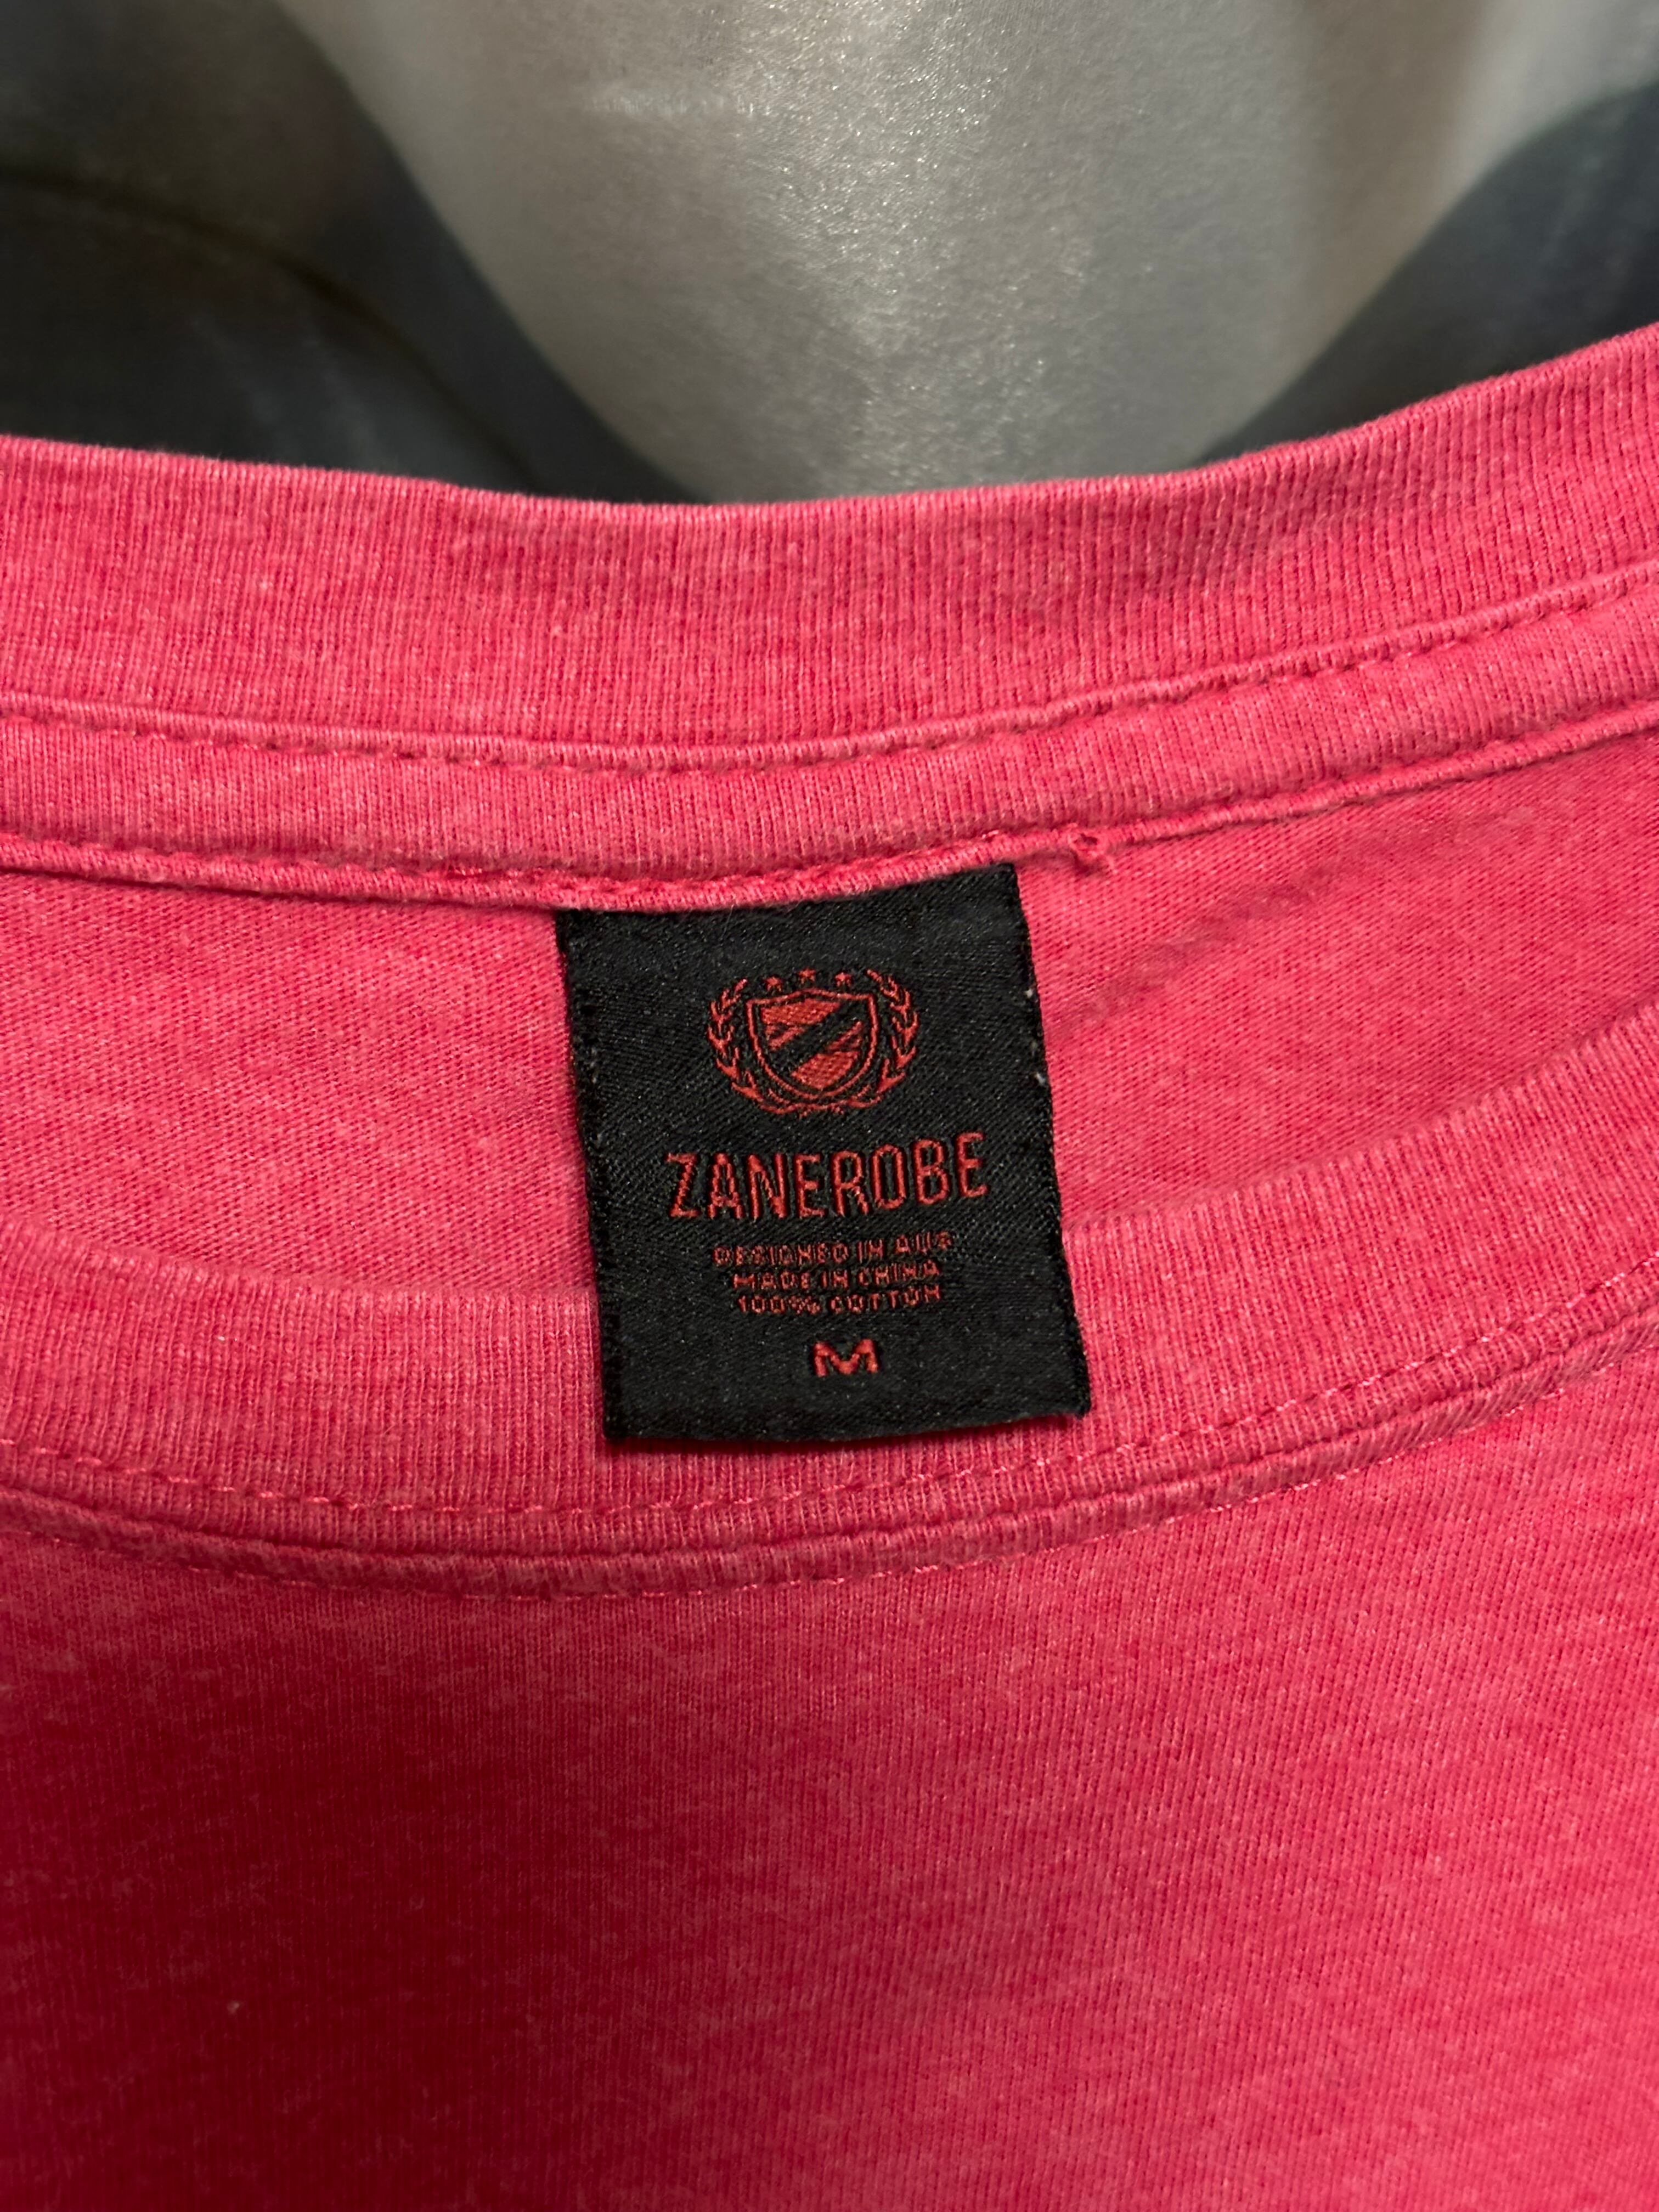 ZANEROBE
DESIGNED IN AUS
MADE IN CHINA
100% COTTON
M